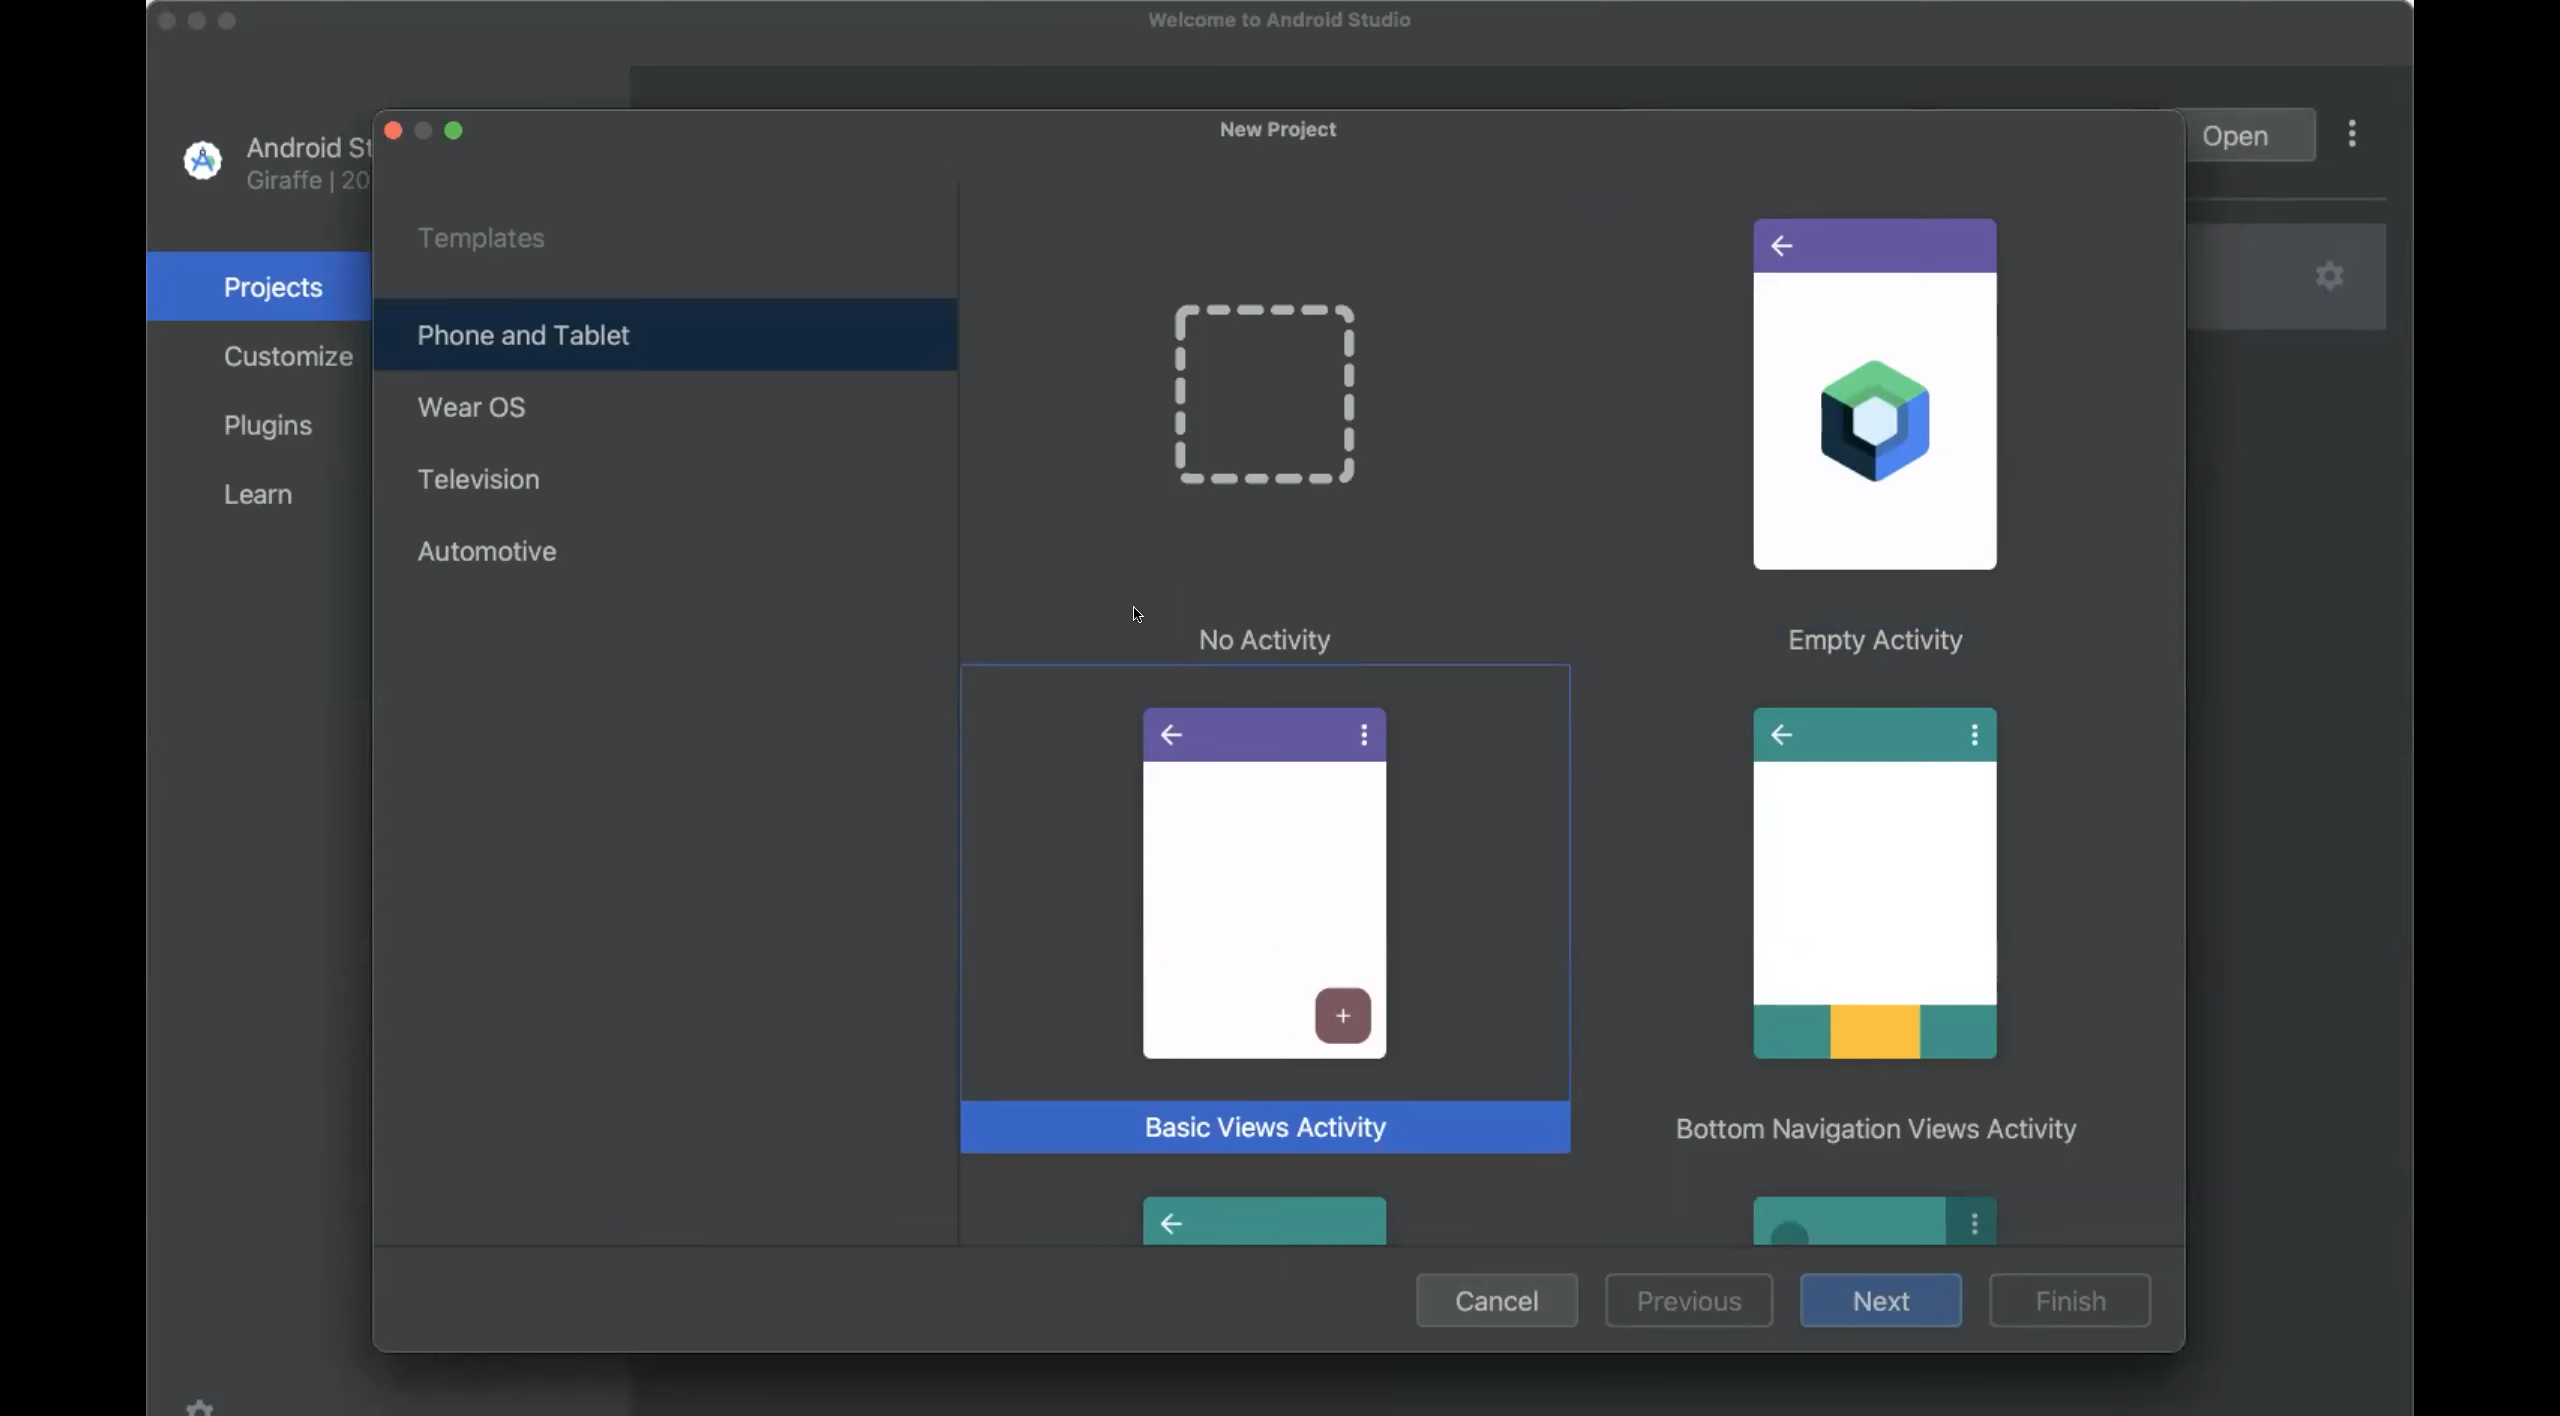 Welcome to Android Studio
New Project
Android St
Giraffe | 20
Open
Projects
Customize
Plugins
Learn
Templates
Phone and Tablet
Wear OS
Television
Automotive
No Activity
Empty Activity
Basic Views Activity
Bottom Navigation Views Activity
Cancel
Previous
Next
Finish